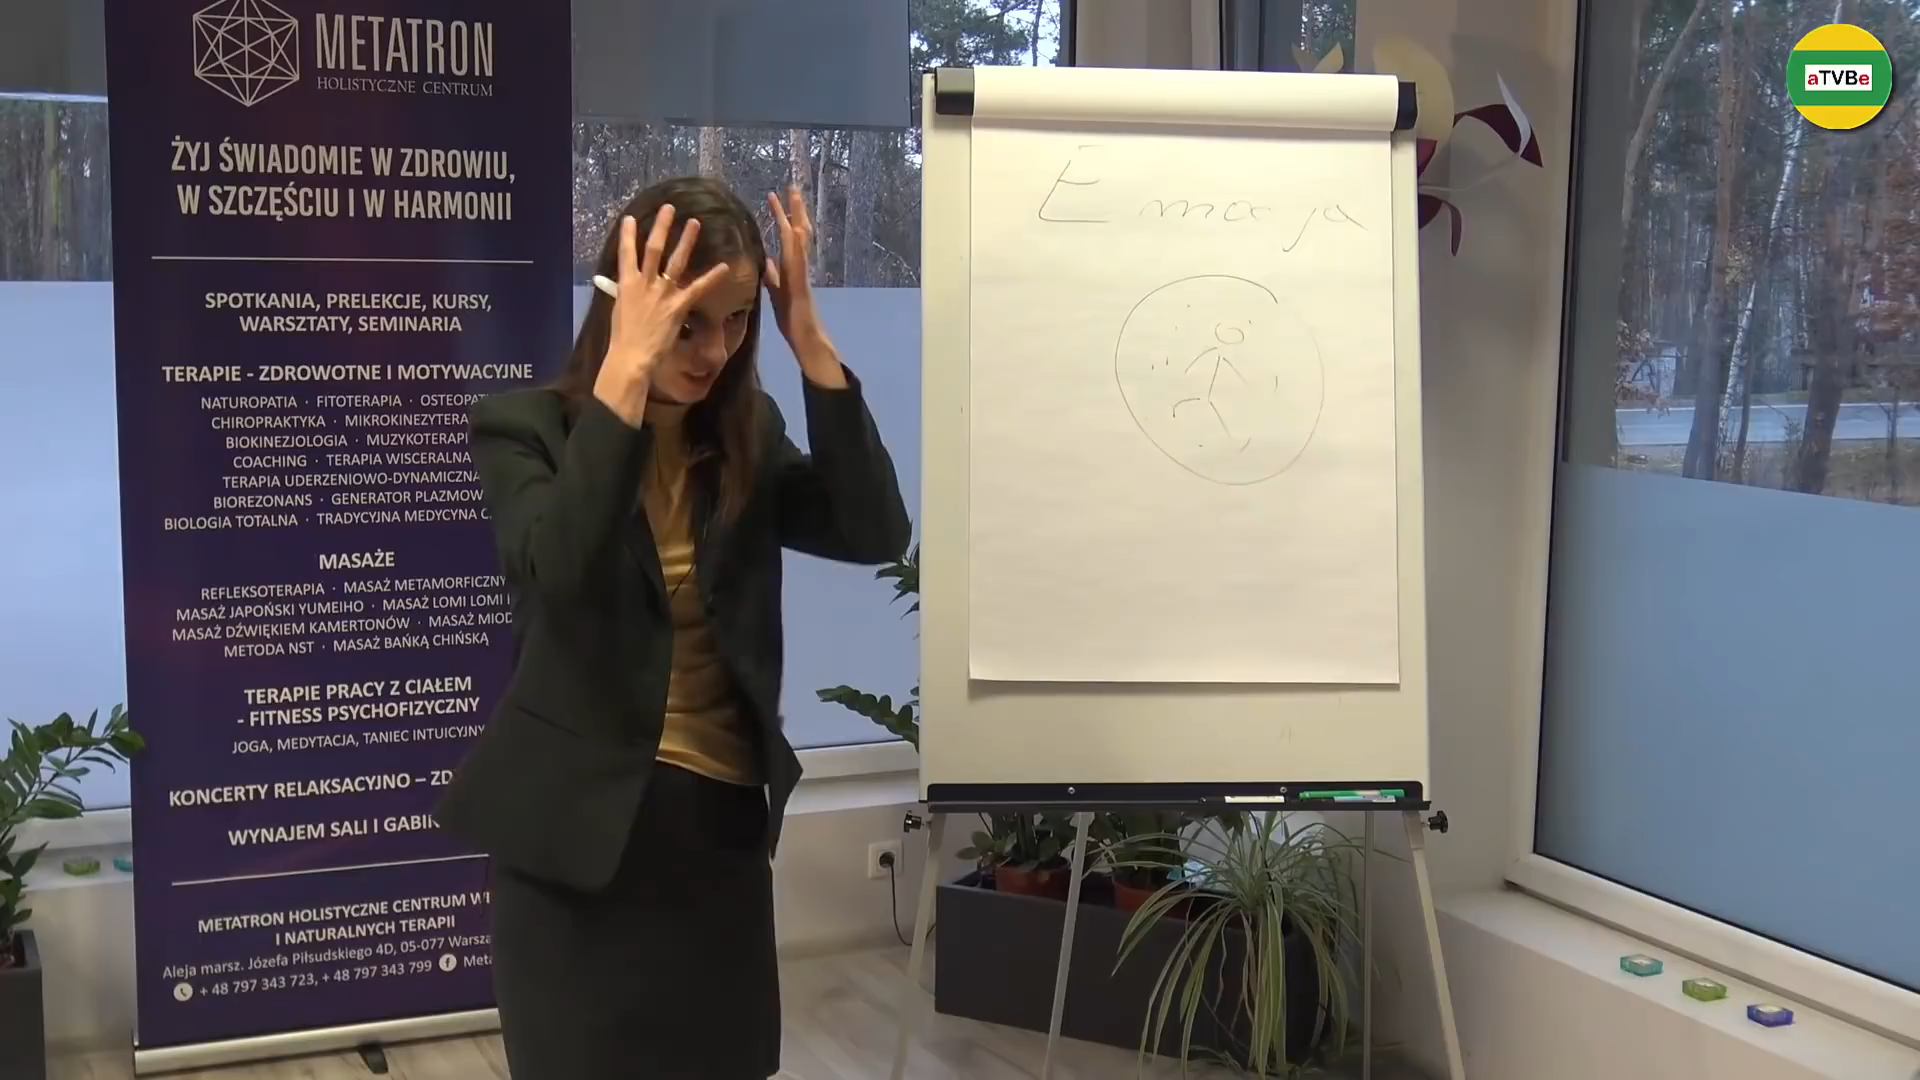 METATRON
HOLISTYCZNE CENTRUM
ŻYJ ŚWIADOMIE W ZDROWIU,
W SZCZĘŚCIU I W HARMONII
SPOTKANIA, PRELEKCJE, KURSY,
WARSZTATY, SEMINARIA
TERAPIE - ZDROWOTNE I MOTYWACYJNE
NATUROPATIA · FITOTERAPIA · OSTEOPAT
CHIROPRAKTYKA · MIKROKINEZYTERA
BIOKINEZJOLOGIA · MUZYKOTERAPI
COACHING · TERAPIA WISCERALNA
TERAPIA UDERZENIOWO-DYNAMICZNA
BIOREZONANS · GENERATOR PLAZMOW
BIOLOGIA TOTALNA · TRADYCYJNA MEDYCYNA C
MASAŻE
REFLEKSOTERAPIA · MASAŻ METAMORFICZNY
MASAŻ JAPOŃSKI YUMEIHO · MASAŻ LOMI LOMI
MASAŻ DŹWIĘKIEM KAMERTONÓW · MASAŻ MIOD
METODA NST · MASAŻ BAŃKĄ CHIŃSKĄ
TERAPIE PRACY Z CIAŁEM
- FITNESS PSYCHOFIZYCZNY
JOGA, MEDYTACJA, TANIEC INTUICYJNY
KONCERTY RELAKSACYJNO – ZD
WYNAJEM SALI I GABIN
METATRON HOLISTYCZNE CENTRUM WI
I NATURALNYCH TERAPII
Aleja marsz. Józefa Piłsudskiego 4D, 05-077 Warsza
+ 48 797 343 723, + 48 797 343 799 Meta
Emocja
aTVBe